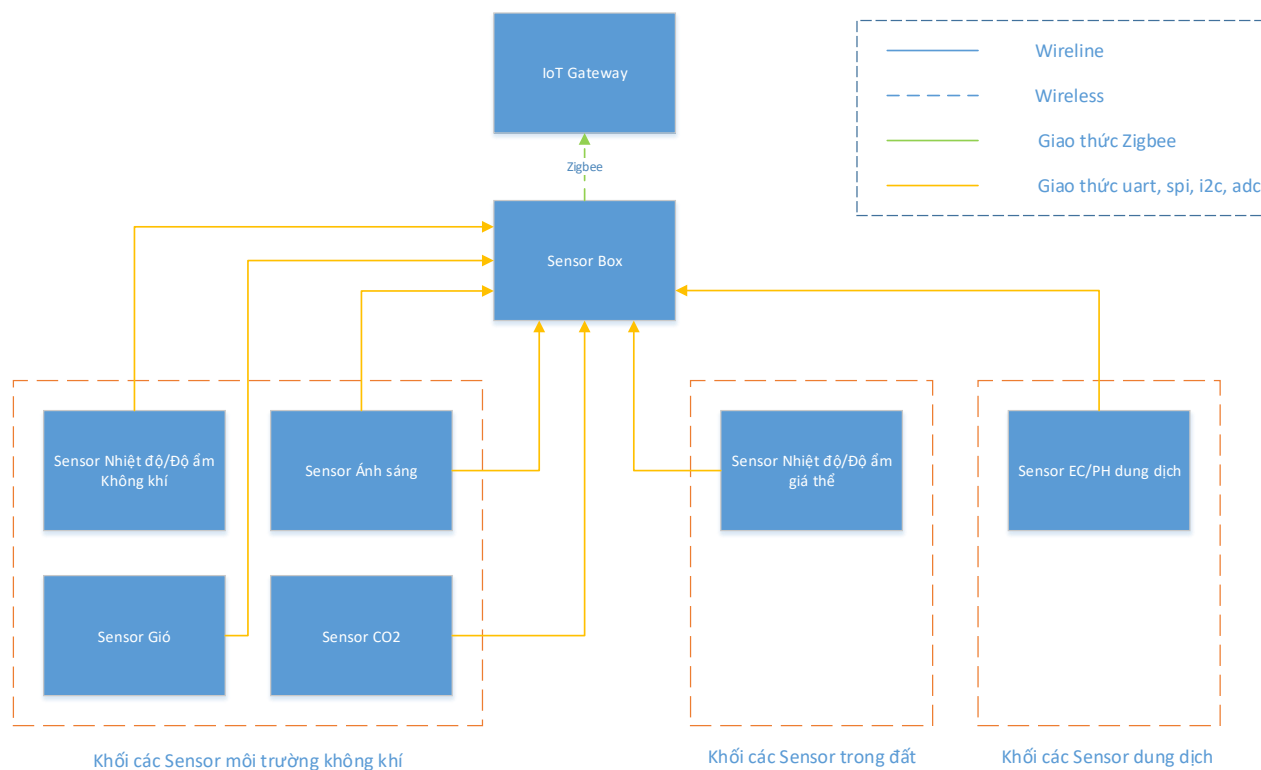 IoT Gateway
Wireline
Wireless
Giao thức Zigbee
Giao thức uart, spi, i2c, adc
Zigbee
Sensor Box
Sensor Nhiệt độ/Độ ẩm
Không khí
Sensor Ánh sáng
Sensor Nhiệt độ/Độ ẩm
giá thể
Sensor EC/PH dung dịch
Sensor Gió
Sensor CO2
Khối các Sensor môi trường không khí
Khối các Sensor trong đất
Khối các Sensor dung dịch